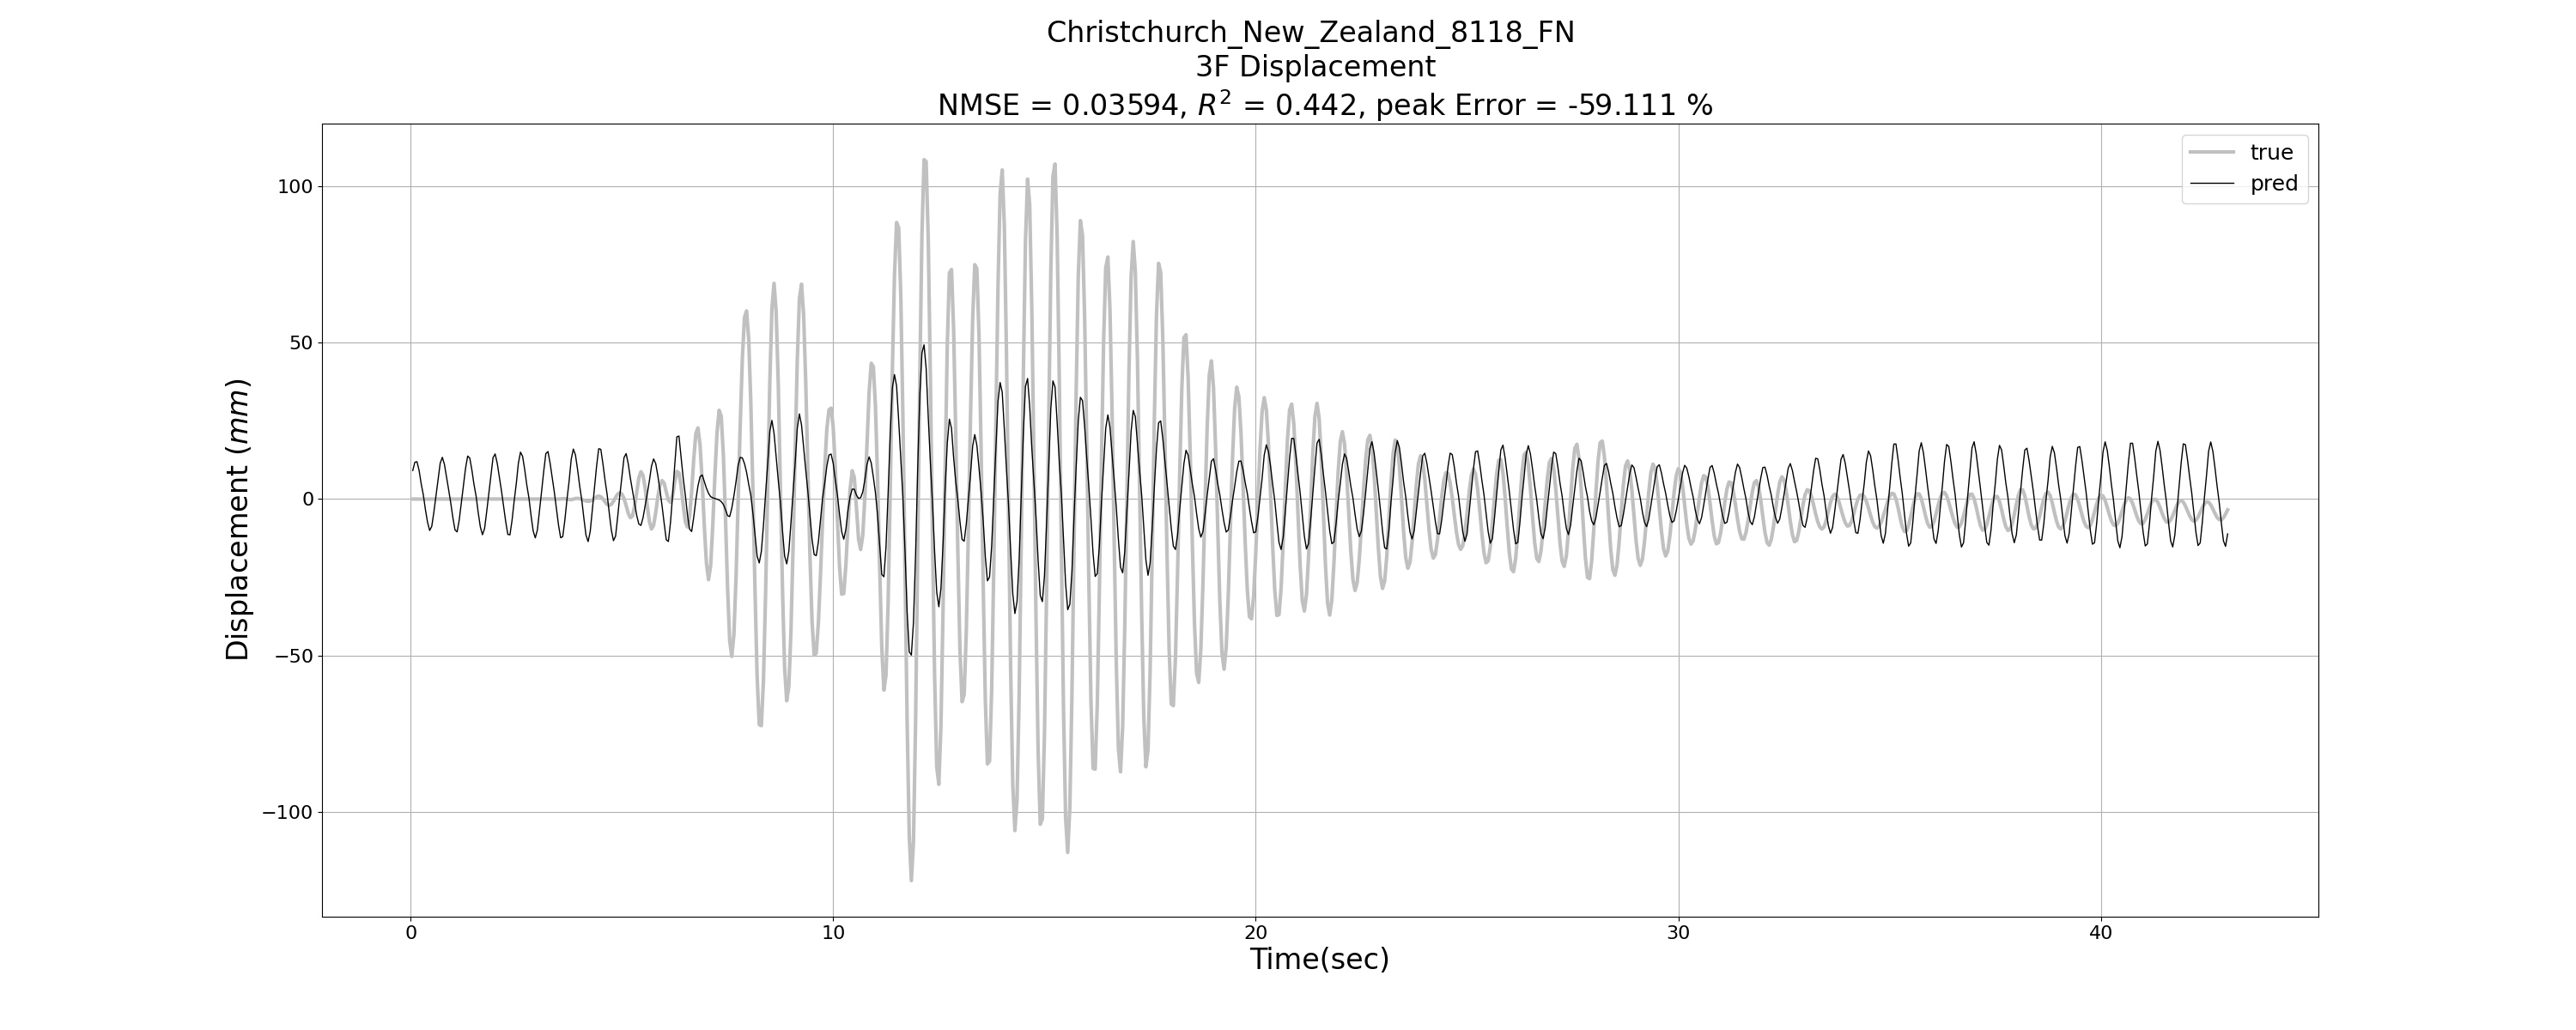 Christchurch_New_Zealand_8118_FN
3F Displacement
NMSE = 0.03594, R² = 0.442, peak Error = -59.111 %
true
pred
100
50
0
−50
−100
Displacement (mm)
0 10 20 30 40
Time(sec)